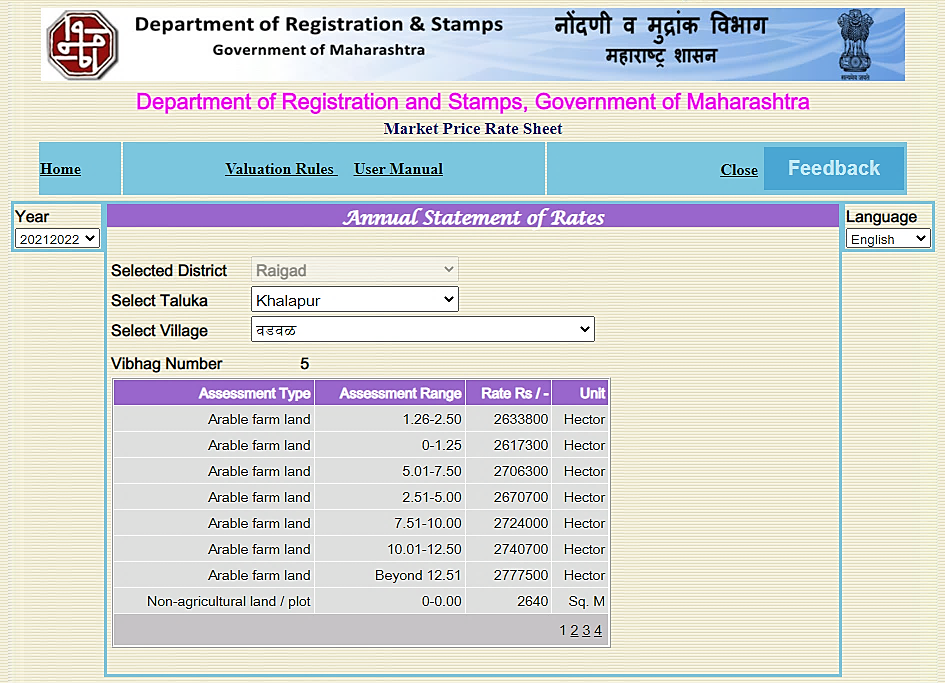 Department of Registration & Stamps
Government of Maharashtra
नोंदणी व मुद्रांक विभाग
महाराष्ट्र शासन
सत्यमेव जयते
Department of Registration and Stamps, Government of Maharashtra
Market Price Rate Sheet
Home Valuation Rules User Manual Close Feedback
Year Annual Statement of Rates Language
20212022 English
Selected District Raigad
Select Taluka Khalapur
Select Village वडवळ
Vibhag Number 5
Assessment Type Assessment Range Rate Rs / - Unit
Arable farm land 1.26-2.50 2633800 Hector
Arable farm land 0-1.25 2617300 Hector
Arable farm land 5.01-7.50 2706300 Hector
Arable farm land 2.51-5.00 2670700 Hector
Arable farm land 7.51-10.00 2724000 Hector
Arable farm land 10.01-12.50 2740700 Hector
Arable farm land Beyond 12.51 2777500 Hector
Non-agricultural land / plot 0-0.00 2640 Sq. M
1 2 3 4